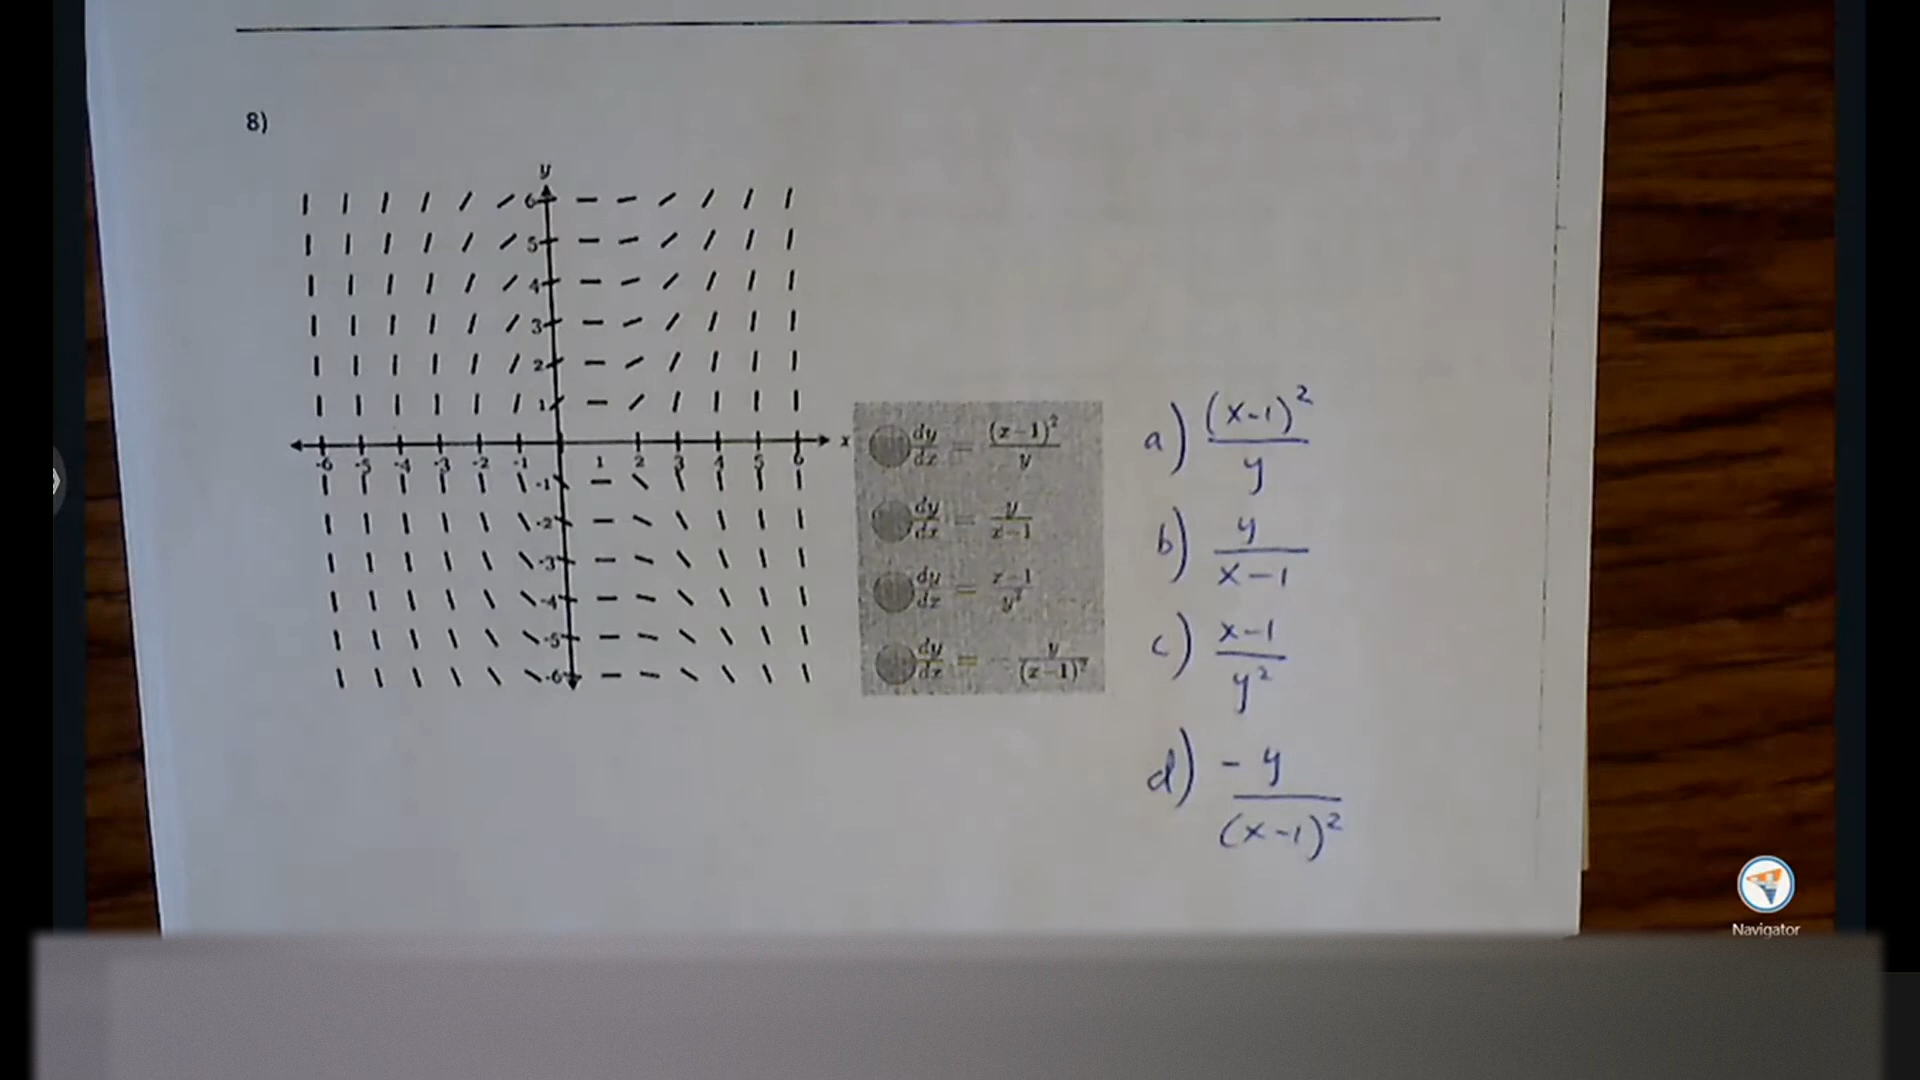 8)
y
6
5
4
3
2
1
x
-6 -5 -4 -3 -2 -1 1 2 3 4 5 6
-1
-2
-3
-4
-5
-6
dy/dx = (x-1)²/y
dy/dx = y/x-1
dy/dx = x-1/y²
dy/dx = - y/(x-1)²
a) (x-1)²/y
b) y/x-1
c) x-1/y²
d) -y/(x-1)²
Navigator